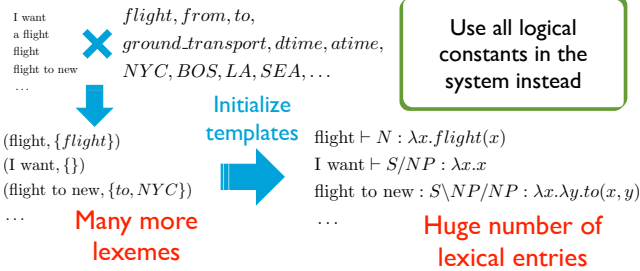 I want
a flight
flight
flight to new
...
flight, from, to,
ground_transport, dtime, atime,
NYC, BOS, LA, SEA, ...
Use all logical
constants in the
system instead
Initialize
templates
(flight, {flight})
(I want, {})
(flight to new, {to, NYC})
...
Many more
lexemes
flight ⊢ N : λx.flight(x)
I want ⊢ S/NP : λx.x
flight to new : S\NP/NP : λx.λy.to(x, y)
...
Huge number of
lexical entries